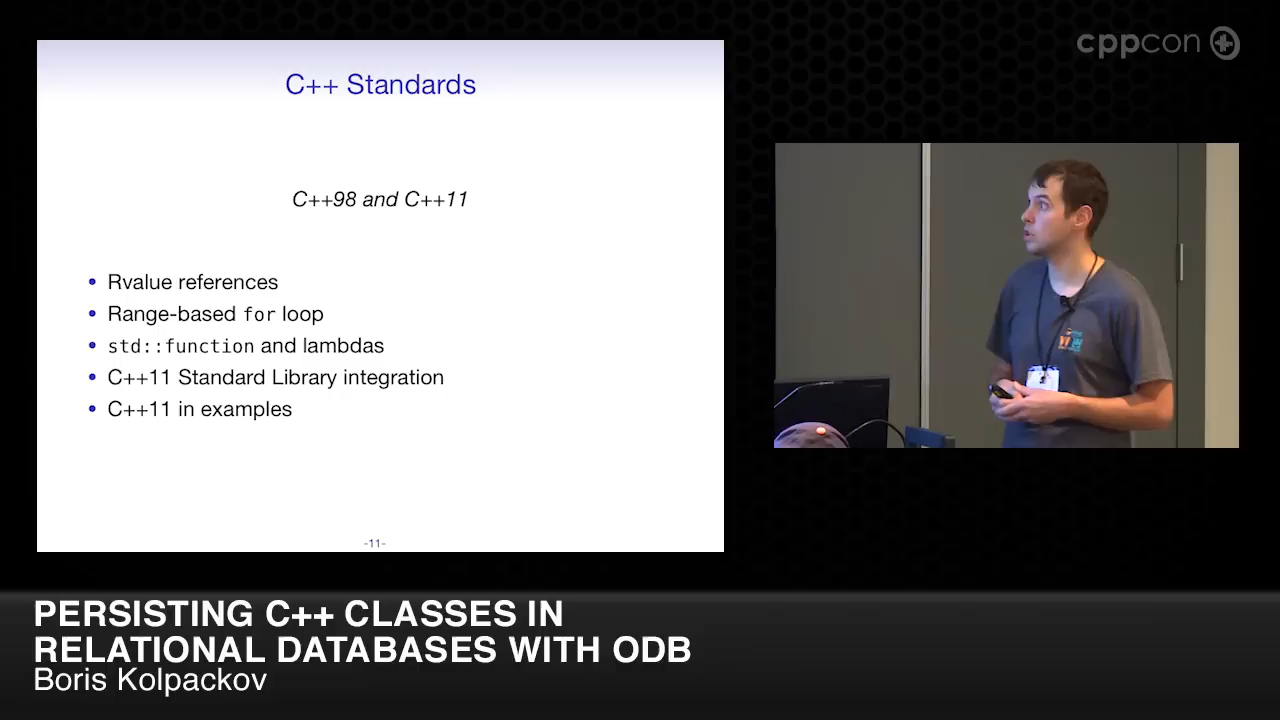 cppcon
C++ Standards
C++98 and C++11
• Rvalue references
• Range-based for loop
• std::function and lambdas
• C++11 Standard Library integration
• C++11 in examples
-11-
PERSISTING C++ CLASSES IN
RELATIONAL DATABASES WITH ODB
Boris Kolpackov